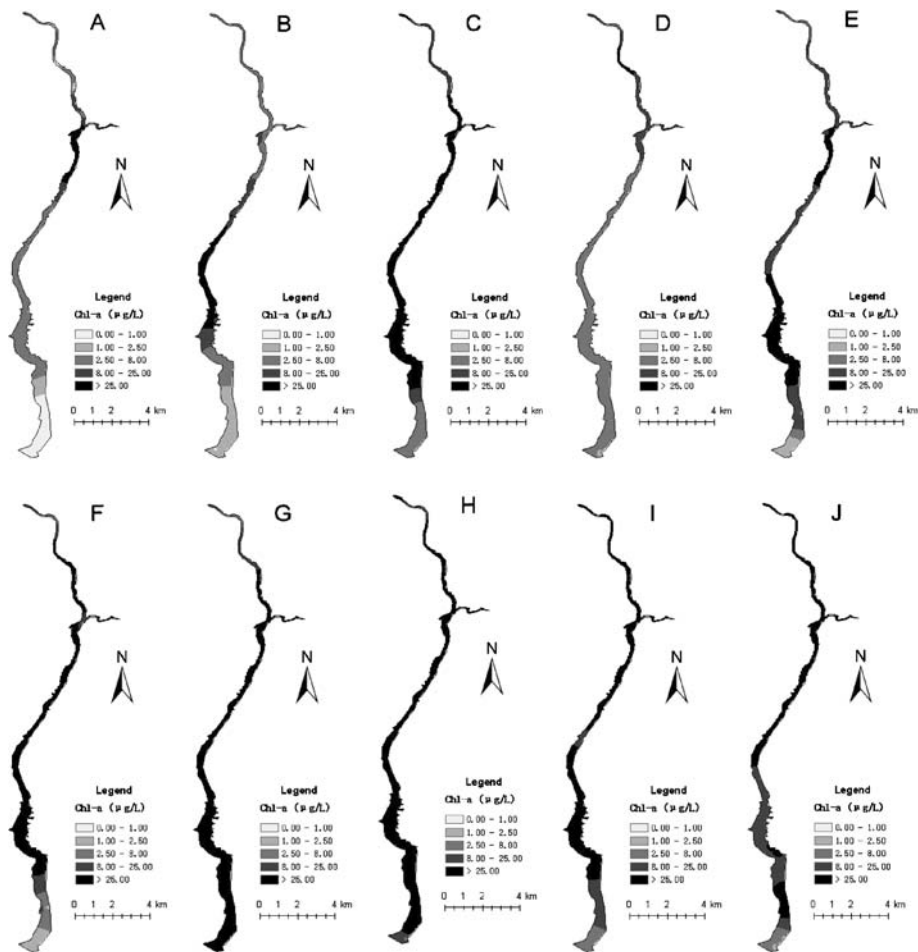 A
N
Legend
Chl-a (μg/L)
0.00 - 1.00
1.00 - 2.50
2.50 - 8.00
8.00 - 25.00
> 25.00
0 1 2 4 km
B
N
Legend
Chl-a (μg/L)
0.00 - 1.00
1.00 - 2.50
2.50 - 8.00
8.00 - 25.00
> 25.00
0 1 2 4 km
C
N
Legend
Chl-a (μg/L)
0.00 - 1.00
1.00 - 2.50
2.50 - 8.00
8.00 - 25.00
> 25.00
0 1 2 4 km
D
N
Legend
Chl-a (μg/L)
0.00 - 1.00
1.00 - 2.50
2.50 - 8.00
8.00 - 25.00
> 25.00
0 1 2 4 km
E
N
Legend
Chl-a (μg/L)
0.00 - 1.00
1.00 - 2.50
2.50 - 8.00
8.00 - 25.00
> 25.00
0 1 2 4 km
F
N
Legend
Chl-a (μg/L)
0.00 - 1.00
1.00 - 2.50
2.50 - 8.00
8.00 - 25.00
> 25.00
0 1 2 4 km
G
N
Legend
Chl-a (μg/L)
0.00 - 1.00
1.00 - 2.50
2.50 - 8.00
8.00 - 25.00
> 25.00
0 1 2 4 km
H
N
Legend
Chl-a (μg/L)
0.00 - 1.00
1.00 - 2.50
2.50 - 8.00
8.00 - 25.00
> 25.00
0 1 2 4 km
I
N
Legend
Chl-a (μg/L)
0.00 - 1.00
1.00 - 2.50
2.50 - 8.00
8.00 - 25.00
> 25.00
0 1 2 4 km
J
N
Legend
Chl-a (μg/L)
0.00 - 1.00
1.00 - 2.50
2.50 - 8.00
8.00 - 25.00
> 25.00
0 1 2 4 km